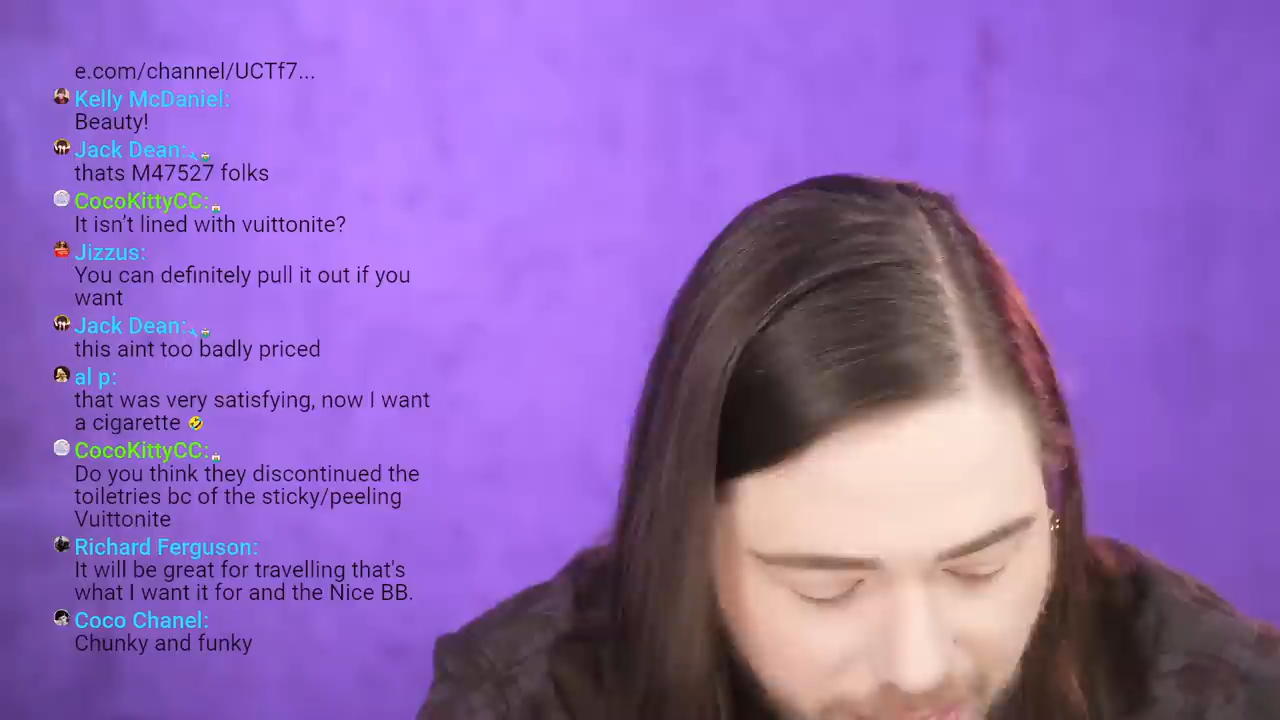 e.com/channel/UCTf7...
Kelly McDaniel:
Beauty!
Jack Dean:
thats M47527 folks
CocoKittyCC:
It isn’t lined with vuittonite?
Jizzus:
You can definitely pull it out if you
want
Jack Dean:
this aint too badly priced
al p:
that was very satisfying, now I want
a cigarette 🤣
CocoKittyCC:
Do you think they discontinued the
toiletries bc of the sticky/peeling
Vuittonite
Richard Ferguson:
It will be great for travelling that's
what I want it for and the Nice BB.
Coco Chanel:
Chunky and funky